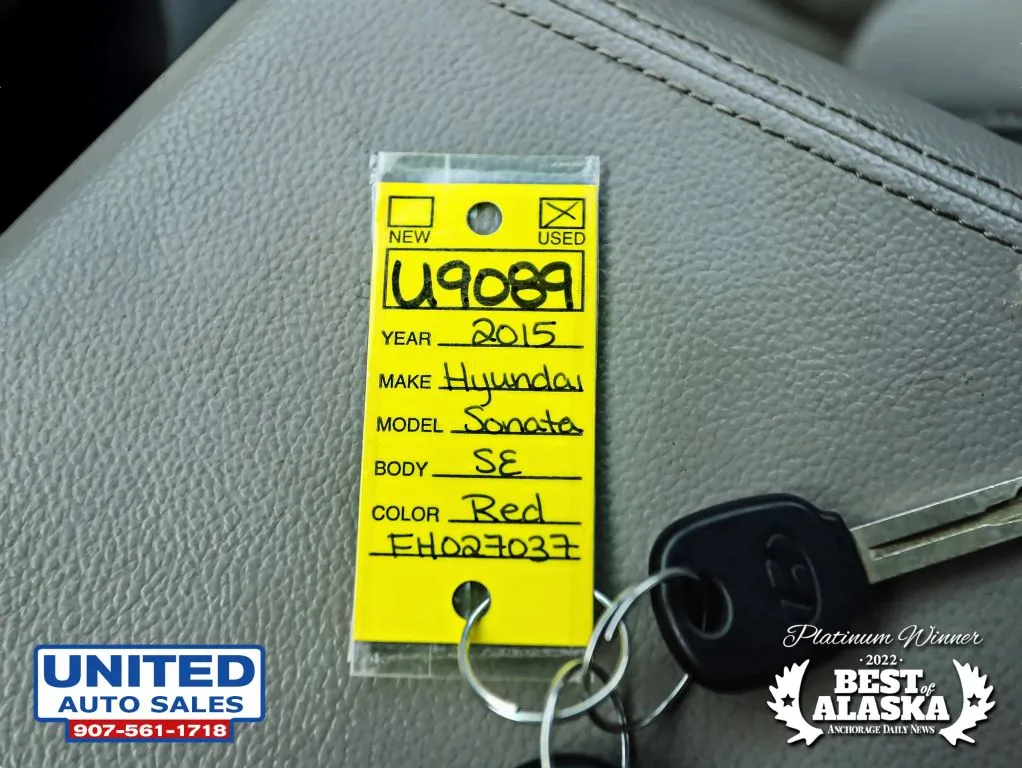 NEW USED
U9089
YEAR 2015
MAKE Hyundai
MODEL Sonata
BODY SE
COLOR Red
FH027037
UNITED
AUTO SALES
907-561-1718
Platinum Winner
·2022·
BEST of
ALASKA
ANCHORAGE DAILY NEWS